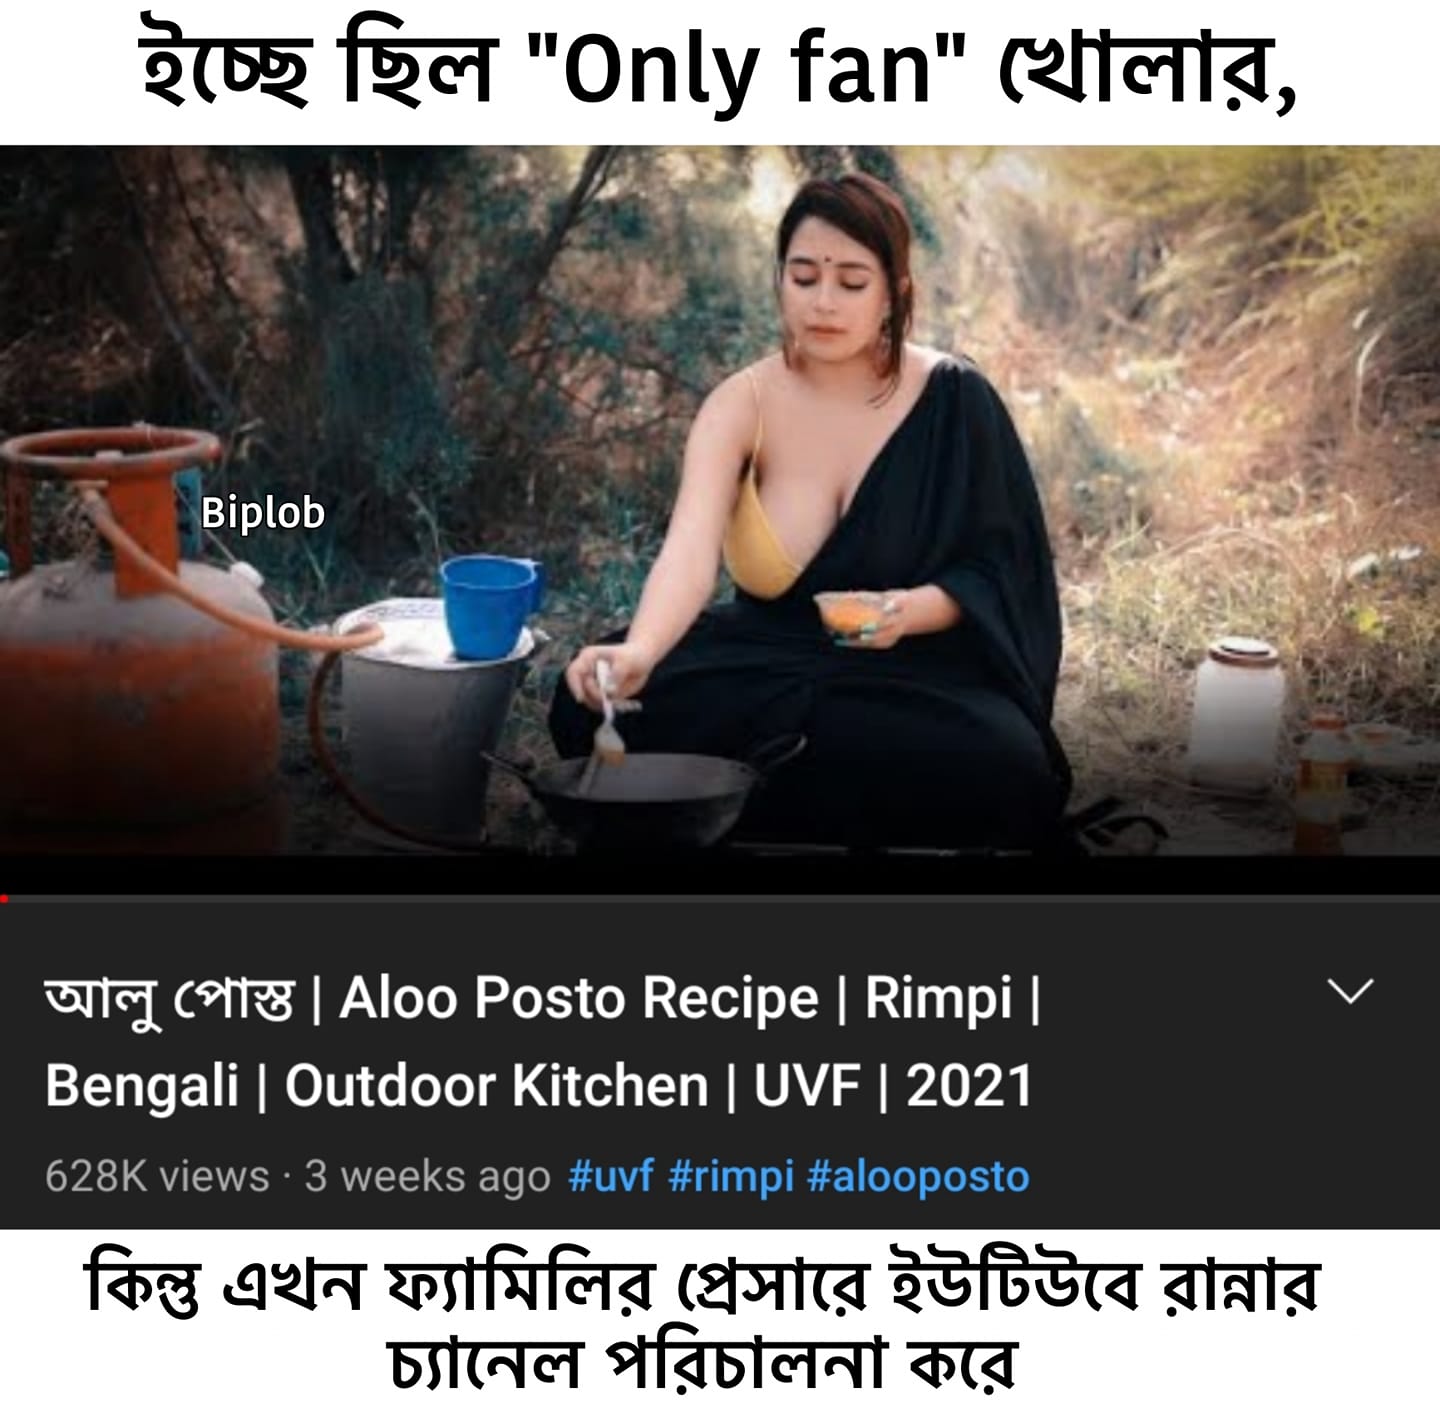 ইচ্ছে ছিল "Only fan" খোলার,
Biplob
আলু পোস্ত | Aloo Posto Recipe | Rimpi |
Bengali | Outdoor Kitchen | UVF | 2021
628K views · 3 weeks ago #uvf #rimpi #alooposto
কিন্তু এখন ফ্যামিলির প্রেসারে ইউটিউবে রান্নার
চ্যানেল পরিচালনা করে